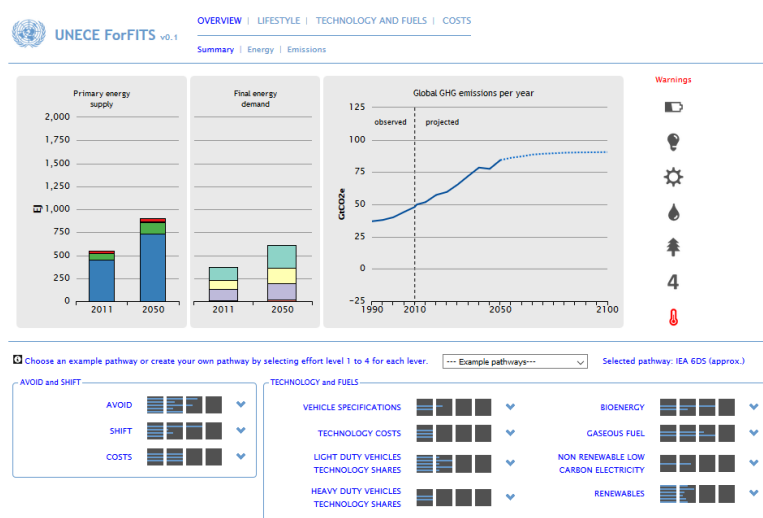 UNECE ForFITS v0.1
OVERVIEW | LIFESTYLE | TECHNOLOGY AND FUELS | COSTS
Summary | Energy | Emissions
Primary energy
supply
2,000
1,750
1,500
1,250
EJ 1,000
750
500
250
0
2011 2050
Final energy
demand
2011 2050
Global GHG emissions per year
observed projected
GtCO2e
125
100
75
50
25
0
−25
1990 2010 2050 2100
Warnings
4
Choose an example pathway or create your own pathway by selecting effort level 1 to 4 for each lever.
--- Example pathways---
Selected pathway: IEA 6DS (approx.)
AVOID and SHIFT
AVOID
SHIFT
COSTS
TECHNOLOGY and FUELS
VEHICLE SPECIFICATIONS
TECHNOLOGY COSTS
LIGHT DUTY VEHICLES
TECHNOLOGY SHARES
HEAVY DUTY VEHICLES
TECHNOLOGY SHARES
BIOENERGY
GASEOUS FUEL
NON RENEWABLE LOW
CARBON ELECTRICITY
RENEWABLES